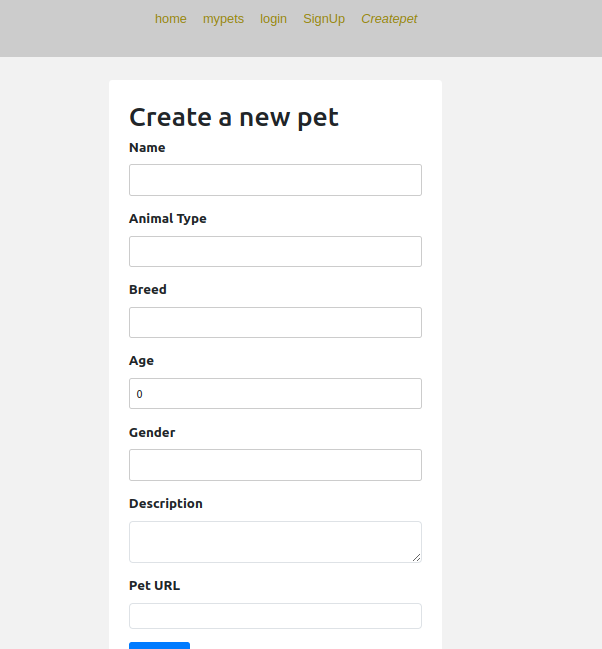 home mypets login SignUp Createpet
Create a new pet
Name
Animal Type
Breed
Age
0
Gender
Description
Pet URL